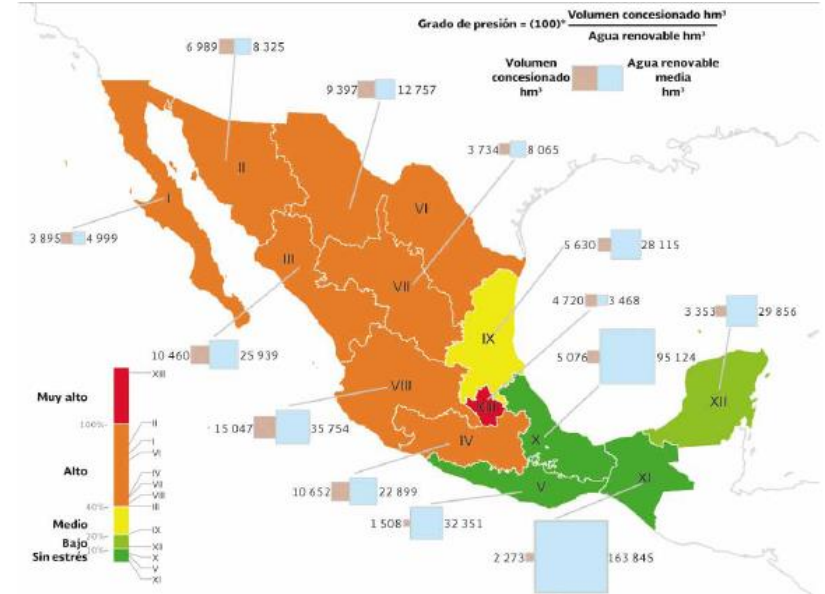 Grado de presión = (100)* Volumen concesionado hm³
Agua renovable hm³
Volumen concesionado hm³
Agua renovable media hm³
6 989 8 325
9 397 12 757
3 734 8 065
3 895 4 999
5 630 28 115
4 720 3 468
3 353 29 856
5 076 95 124
10 460 25 939
15 047 35 754
10 652 22 899
1 508 32 351
2 273 163 845
I
II
III
VI
VII
VIII
IX
XIII
IV
X
V
XI
XII
Muy alto
XIII
100%
II
I
VI
Alto
IV
VII
VIII
40%
III
Medio
IX
20%
Bajo
XII
10%
Sin estrés
X
V
XI